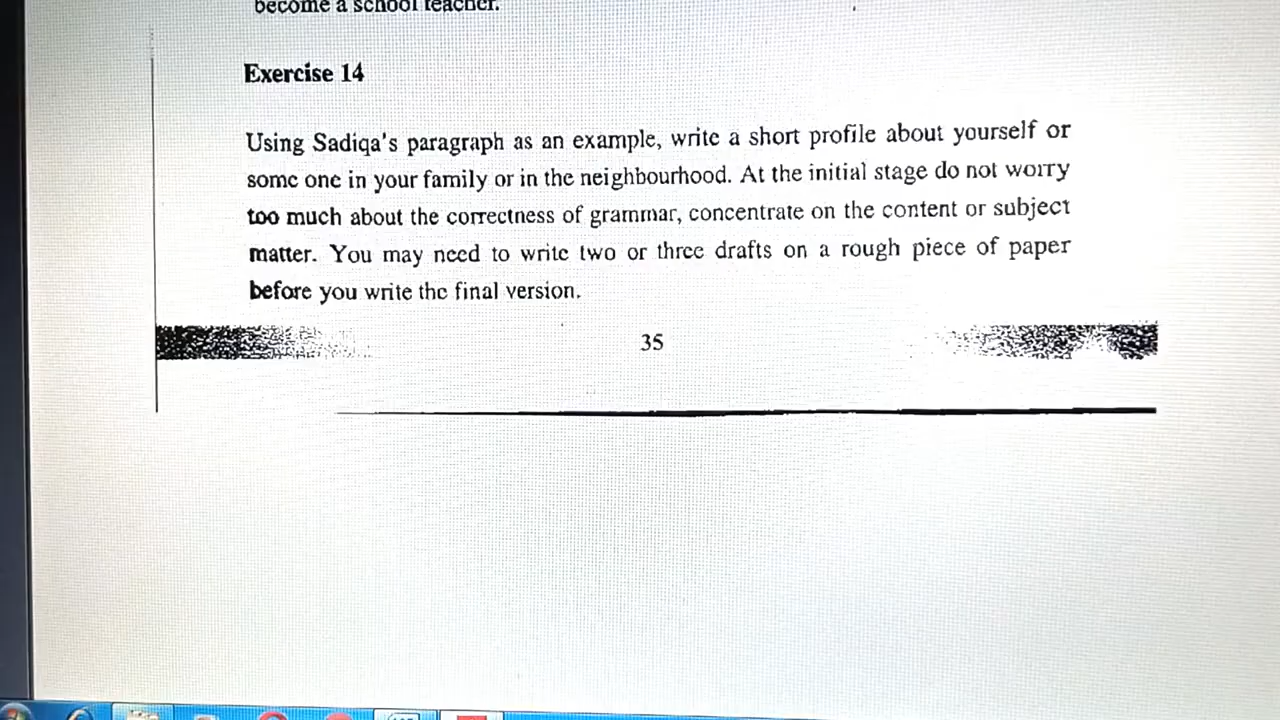 become a school teacher.
Exercise 14
Using Sadiqa's paragraph as an example, write a short profile about yourself or
some one in your family or in the neighbourhood. At the initial stage do not worry
too much about the correctness of grammar, concentrate on the content or subject
matter. You may need to write two or three drafts on a rough piece of paper
before you write the final version.
35